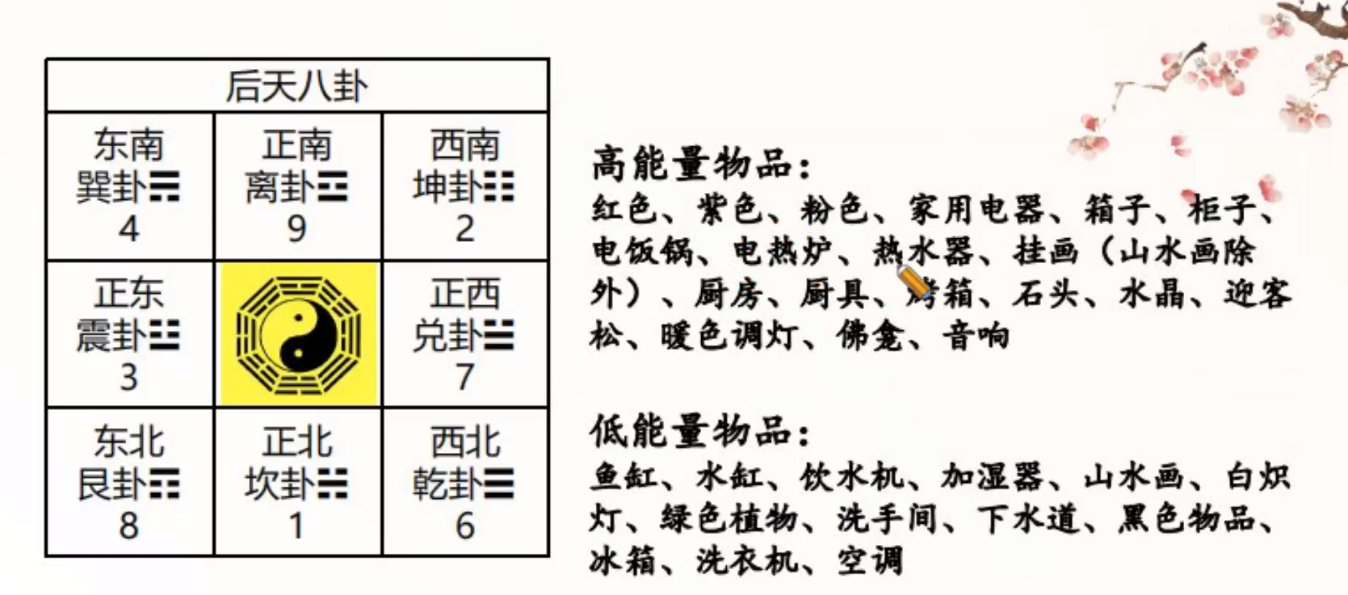 后天八卦
东南 正南 西南
巽卦☴ 离卦☲ 坤卦☷
4 9 2
正东 正西
震卦☳ 兑卦☱
3 7
东北 正北 西北
艮卦☶ 坎卦☵ 乾卦☰
8 1 6
高能量物品：
红色、紫色、粉色、家用电器、箱子、柜子、
电饭锅、电热炉、热水器、挂画（山水画除
外）、厨房、厨具、烤箱、石头、水晶、迎客
松、暖色调灯、佛龛、音响
低能量物品：
鱼缸、水缸、饮水机、加湿器、山水画、白炽
灯、绿色植物、洗手间、下水道、黑色物品、
冰箱、洗衣机、空调